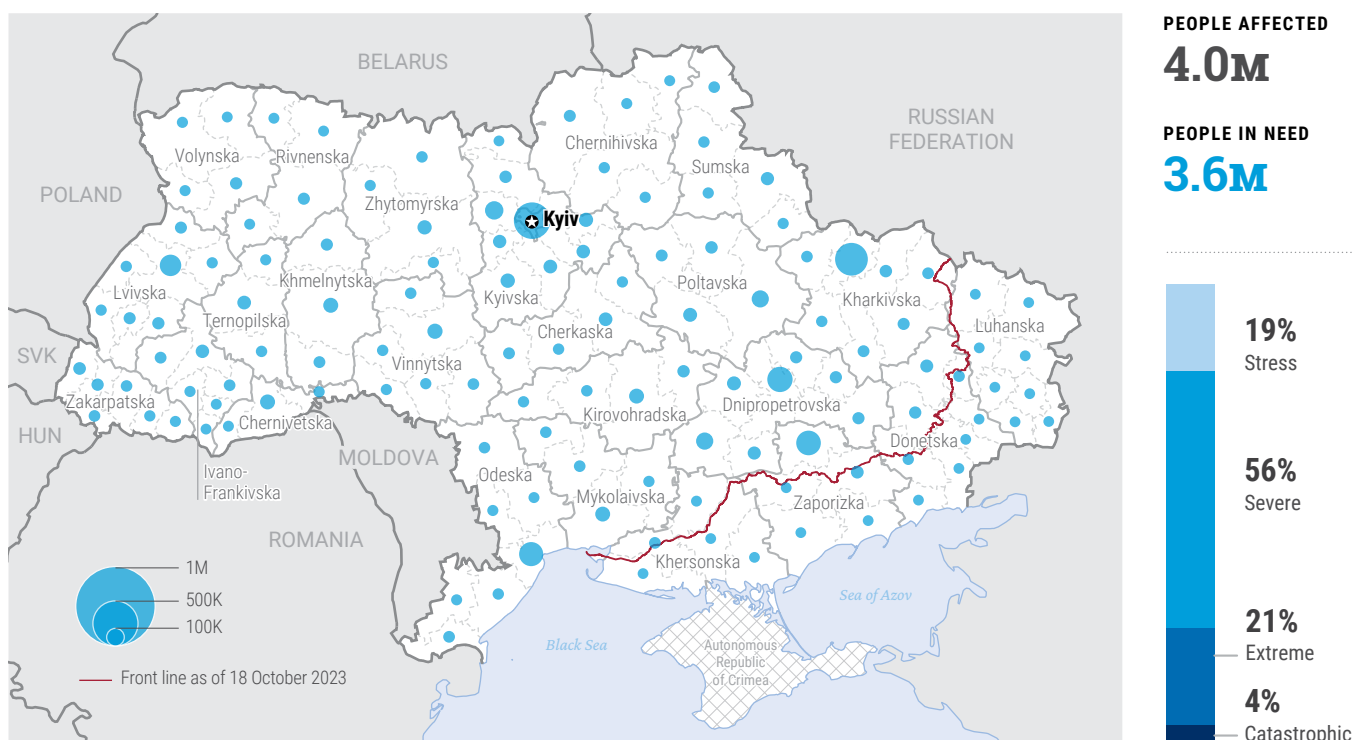 BELARUS
RUSSIAN
FEDERATION
POLAND
SVK
HUN
MOLDOVA
ROMANIA
Volynska
Rivnenska
Zhytomyrska
Chernihivska
Sumska
Kyiv
Lvivska
Ternopilska
Khmelnytska
Kyivska
Poltavska
Kharkivska
Luhanska
Cherkaska
Vinnytska
Zakarpatska
Chernivetska
Ivano-
Frankivska
Kirovohradska
Dnipropetrovska
Donetska
Odeska
Mykolaivska
Zaporizka
Khersonska
Sea of Azov
Black Sea
Autonomous
Republic
of Crimea
1M
500K
100K
Front line as of 18 October 2023
PEOPLE AFFECTED
4.0M
PEOPLE IN NEED
3.6M
19%
Stress
56%
Severe
21%
Extreme
4%
Catastrophic